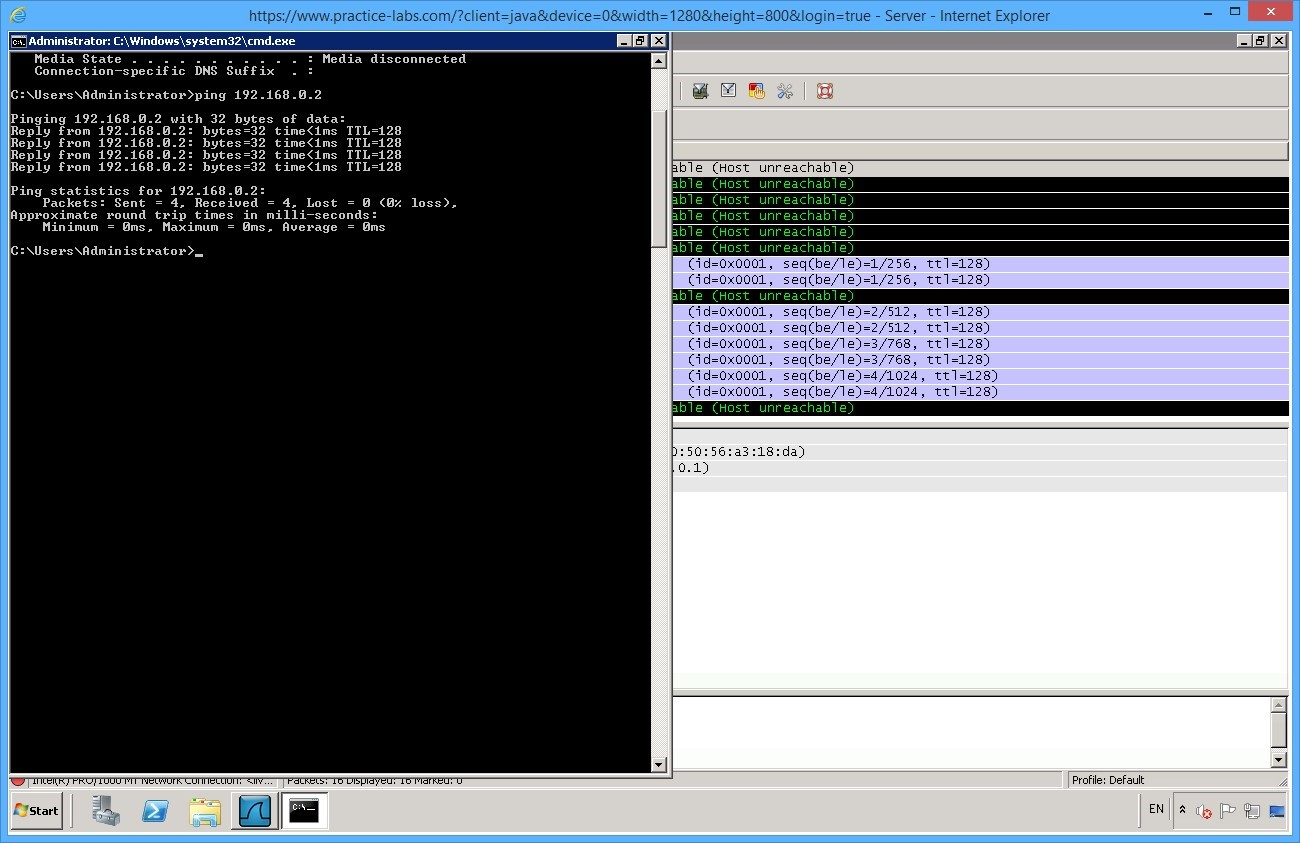 https://www.practice-labs.com/?client=java&device=0&width=1280&height=800&login=true - Server - Internet Explorer
Administrator: C:\Windows\system32\cmd.exe
Media State . . . . . . . . . . . : Media disconnected
Connection-specific DNS Suffix . :
C:\Users\Administrator>ping 192.168.0.2
Pinging 192.168.0.2 with 32 bytes of data:
Reply from 192.168.0.2: bytes=32 time<1ms TTL=128
Reply from 192.168.0.2: bytes=32 time<1ms TTL=128
Reply from 192.168.0.2: bytes=32 time<1ms TTL=128
Reply from 192.168.0.2: bytes=32 time<1ms TTL=128
Ping statistics for 192.168.0.2:
Packets: Sent = 4, Received = 4, Lost = 0 (0% loss),
Approximate round trip times in milli-seconds:
Minimum = 0ms, Maximum = 0ms, Average = 0ms
C:\Users\Administrator>_
able (Host unreachable)
able (Host unreachable)
able (Host unreachable)
able (Host unreachable)
able (Host unreachable)
able (Host unreachable)
(id=0x0001, seq(be/le)=1/256, ttl=128)
(id=0x0001, seq(be/le)=1/256, ttl=128)
able (Host unreachable)
(id=0x0001, seq(be/le)=2/512, ttl=128)
(id=0x0001, seq(be/le)=2/512, ttl=128)
(id=0x0001, seq(be/le)=3/768, ttl=128)
(id=0x0001, seq(be/le)=3/768, ttl=128)
(id=0x0001, seq(be/le)=4/1024, ttl=128)
(id=0x0001, seq(be/le)=4/1024, ttl=128)
able (Host unreachable)
0:50:56:a3:18:da)
.0.1)
Intel(R) PRO/1000 MT Network Connection: <liv... Packets: 16 Displayed: 16 Marked: 0 Profile: Default
Start
EN